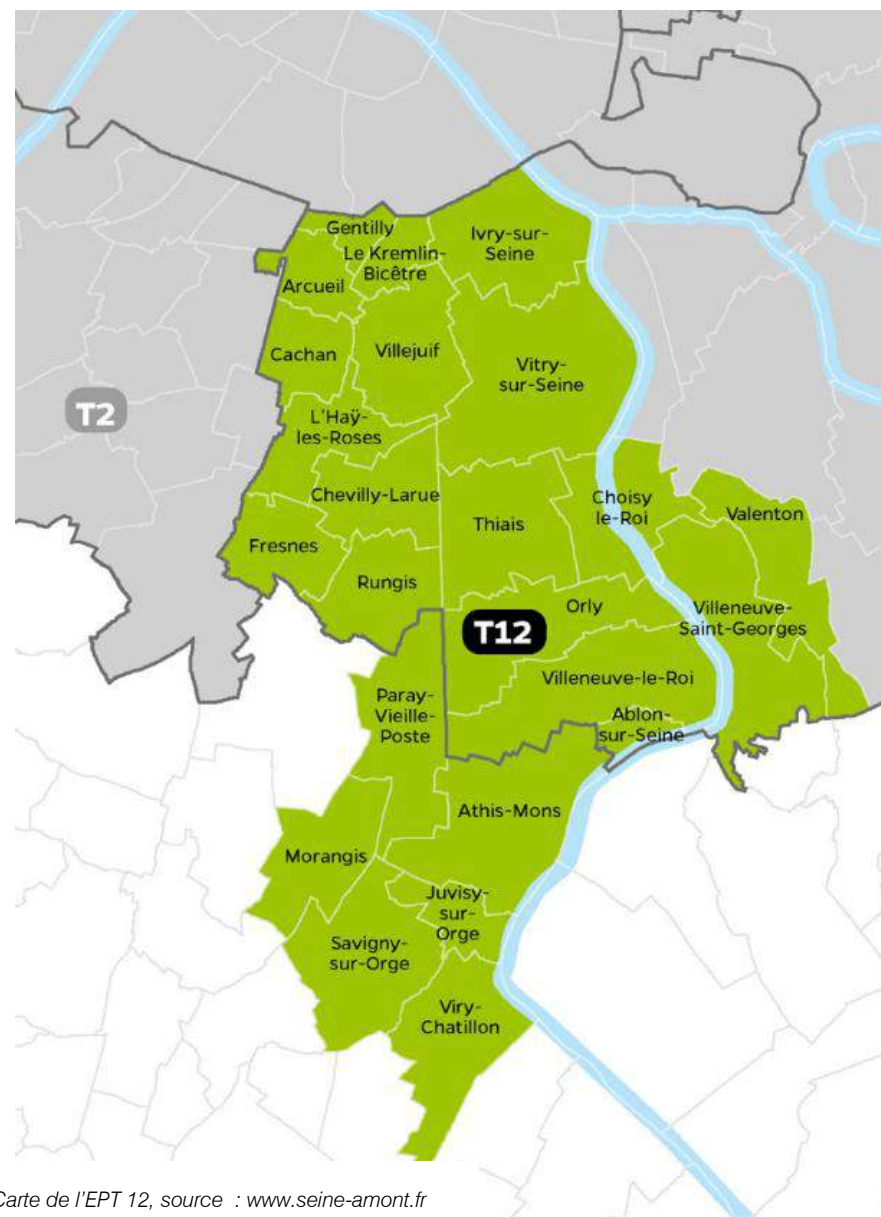 Gentilly
Le Kremlin-
Bicêtre
Ivry-sur-
Seine
Arcueil
Cachan
Villejuif
Vitry-
sur-Seine
T2
L'Haÿ-
les-Roses
Chevilly-Larue
Thiais
Choisy
le-Roi
Valenton
Fresnes
Rungis
Orly
Villeneuve-
Saint-Georges
T12
Villeneuve-le-Roi
Paray-
Vieille-
Poste
Ablon-
sur-Seine
Athis-Mons
Morangis
Juvisy-
sur-
Orge
Savigny-
sur-Orge
Viry-
Chatillon
Carte de l'EPT 12, source : www.seine-amont.fr